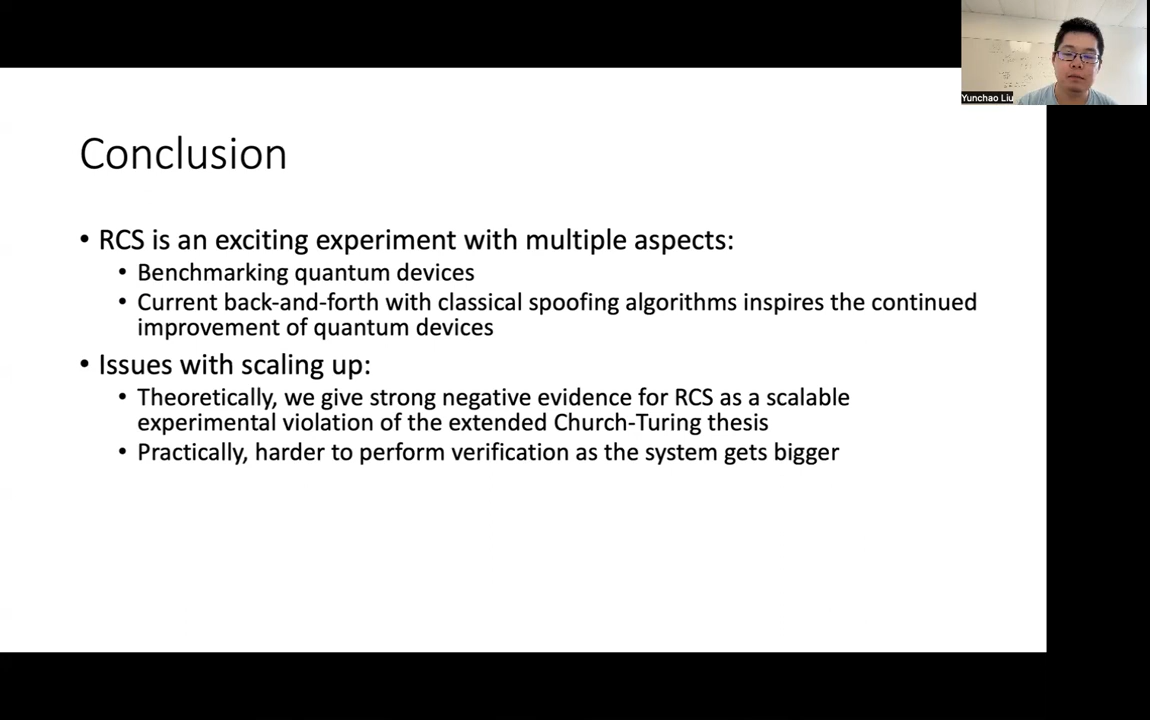 Yunchao Liu
Conclusion
• RCS is an exciting experiment with multiple aspects:
• Benchmarking quantum devices
• Current back-and-forth with classical spoofing algorithms inspires the continued
improvement of quantum devices
• Issues with scaling up:
• Theoretically, we give strong negative evidence for RCS as a scalable
experimental violation of the extended Church-Turing thesis
• Practically, harder to perform verification as the system gets bigger